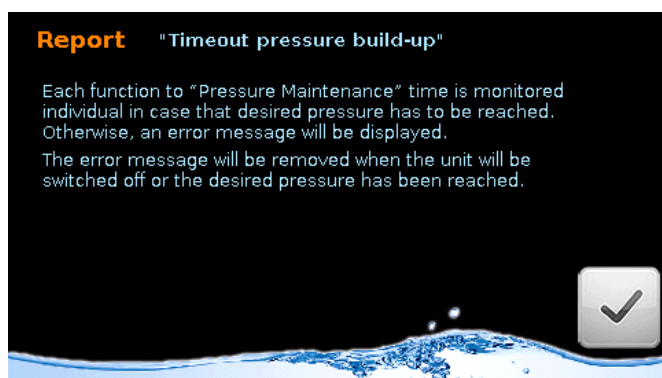 Report "Timeout pressure build-up"
Each function to “Pressure Maintenance” time is monitored
individual in case that desired pressure has to be reached.
Otherwise, an error message will be displayed.
The error message will be removed when the unit will be
switched off or the desired pressure has been reached.